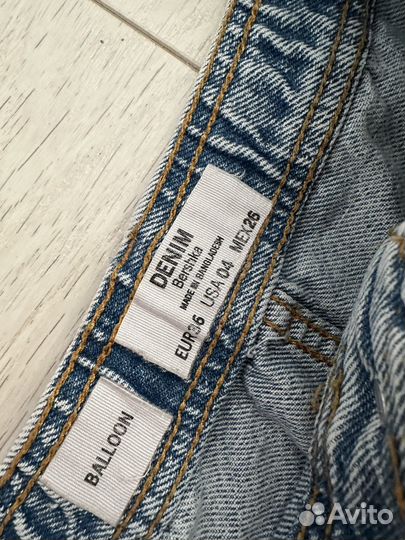 DENIM
Bershka
MADE IN BANGLADESH
EUR36 USA 04 MEX26
BALLOON
Avito